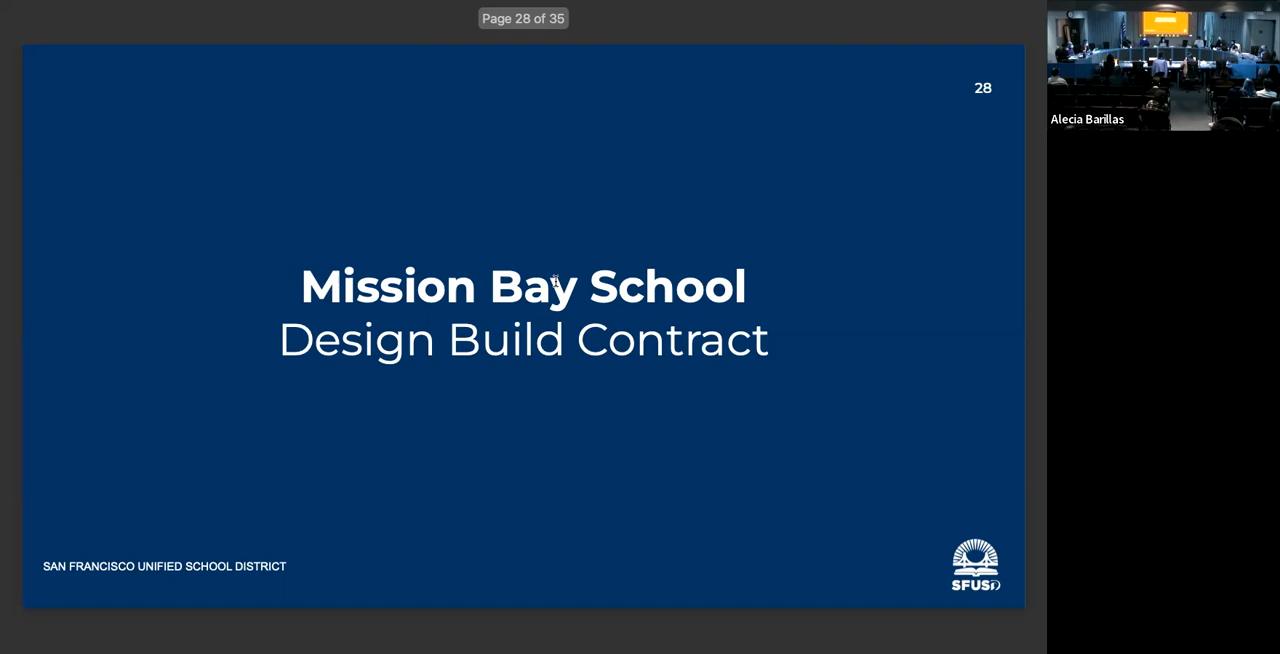 Page 28 of 35
28
Mission Bay School
Design Build Contract
SAN FRANCISCO UNIFIED SCHOOL DISTRICT
SFUSD
Alecia Barillas